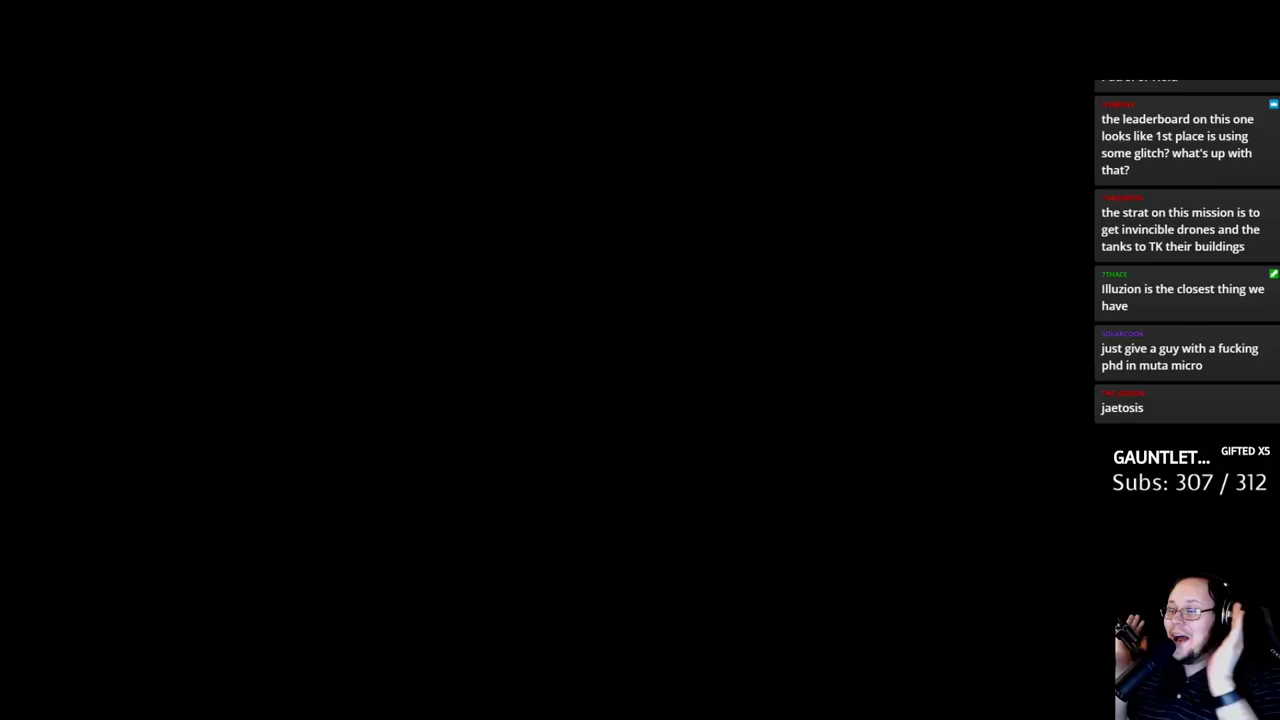 the leaderboard on this one
looks like 1st place is using
some glitch? what's up with
that?
the strat on this mission is to
get invincible drones and the
tanks to TK their buildings
7THACE
Illuzion is the closest thing we
have
SOLARCOOK
just give a guy with a fucking
phd in muta micro
jaetosis
GAUNTLET... GIFTED X5
Subs: 307 / 312